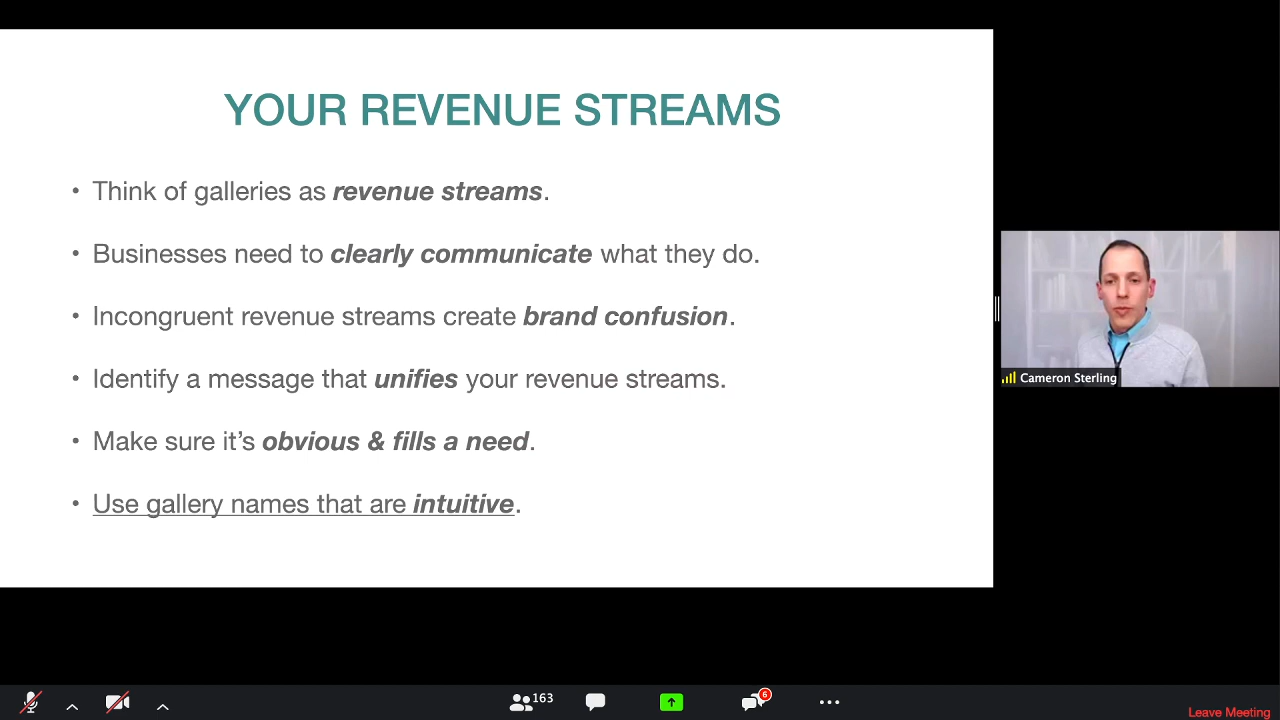 YOUR REVENUE STREAMS
• Think of galleries as revenue streams.
• Businesses need to clearly communicate what they do.
• Incongruent revenue streams create brand confusion.
• Identify a message that unifies your revenue streams.
• Make sure it’s obvious & fills a need.
• Use gallery names that are intuitive.
Cameron Sterling
163
6
Leave Meeting